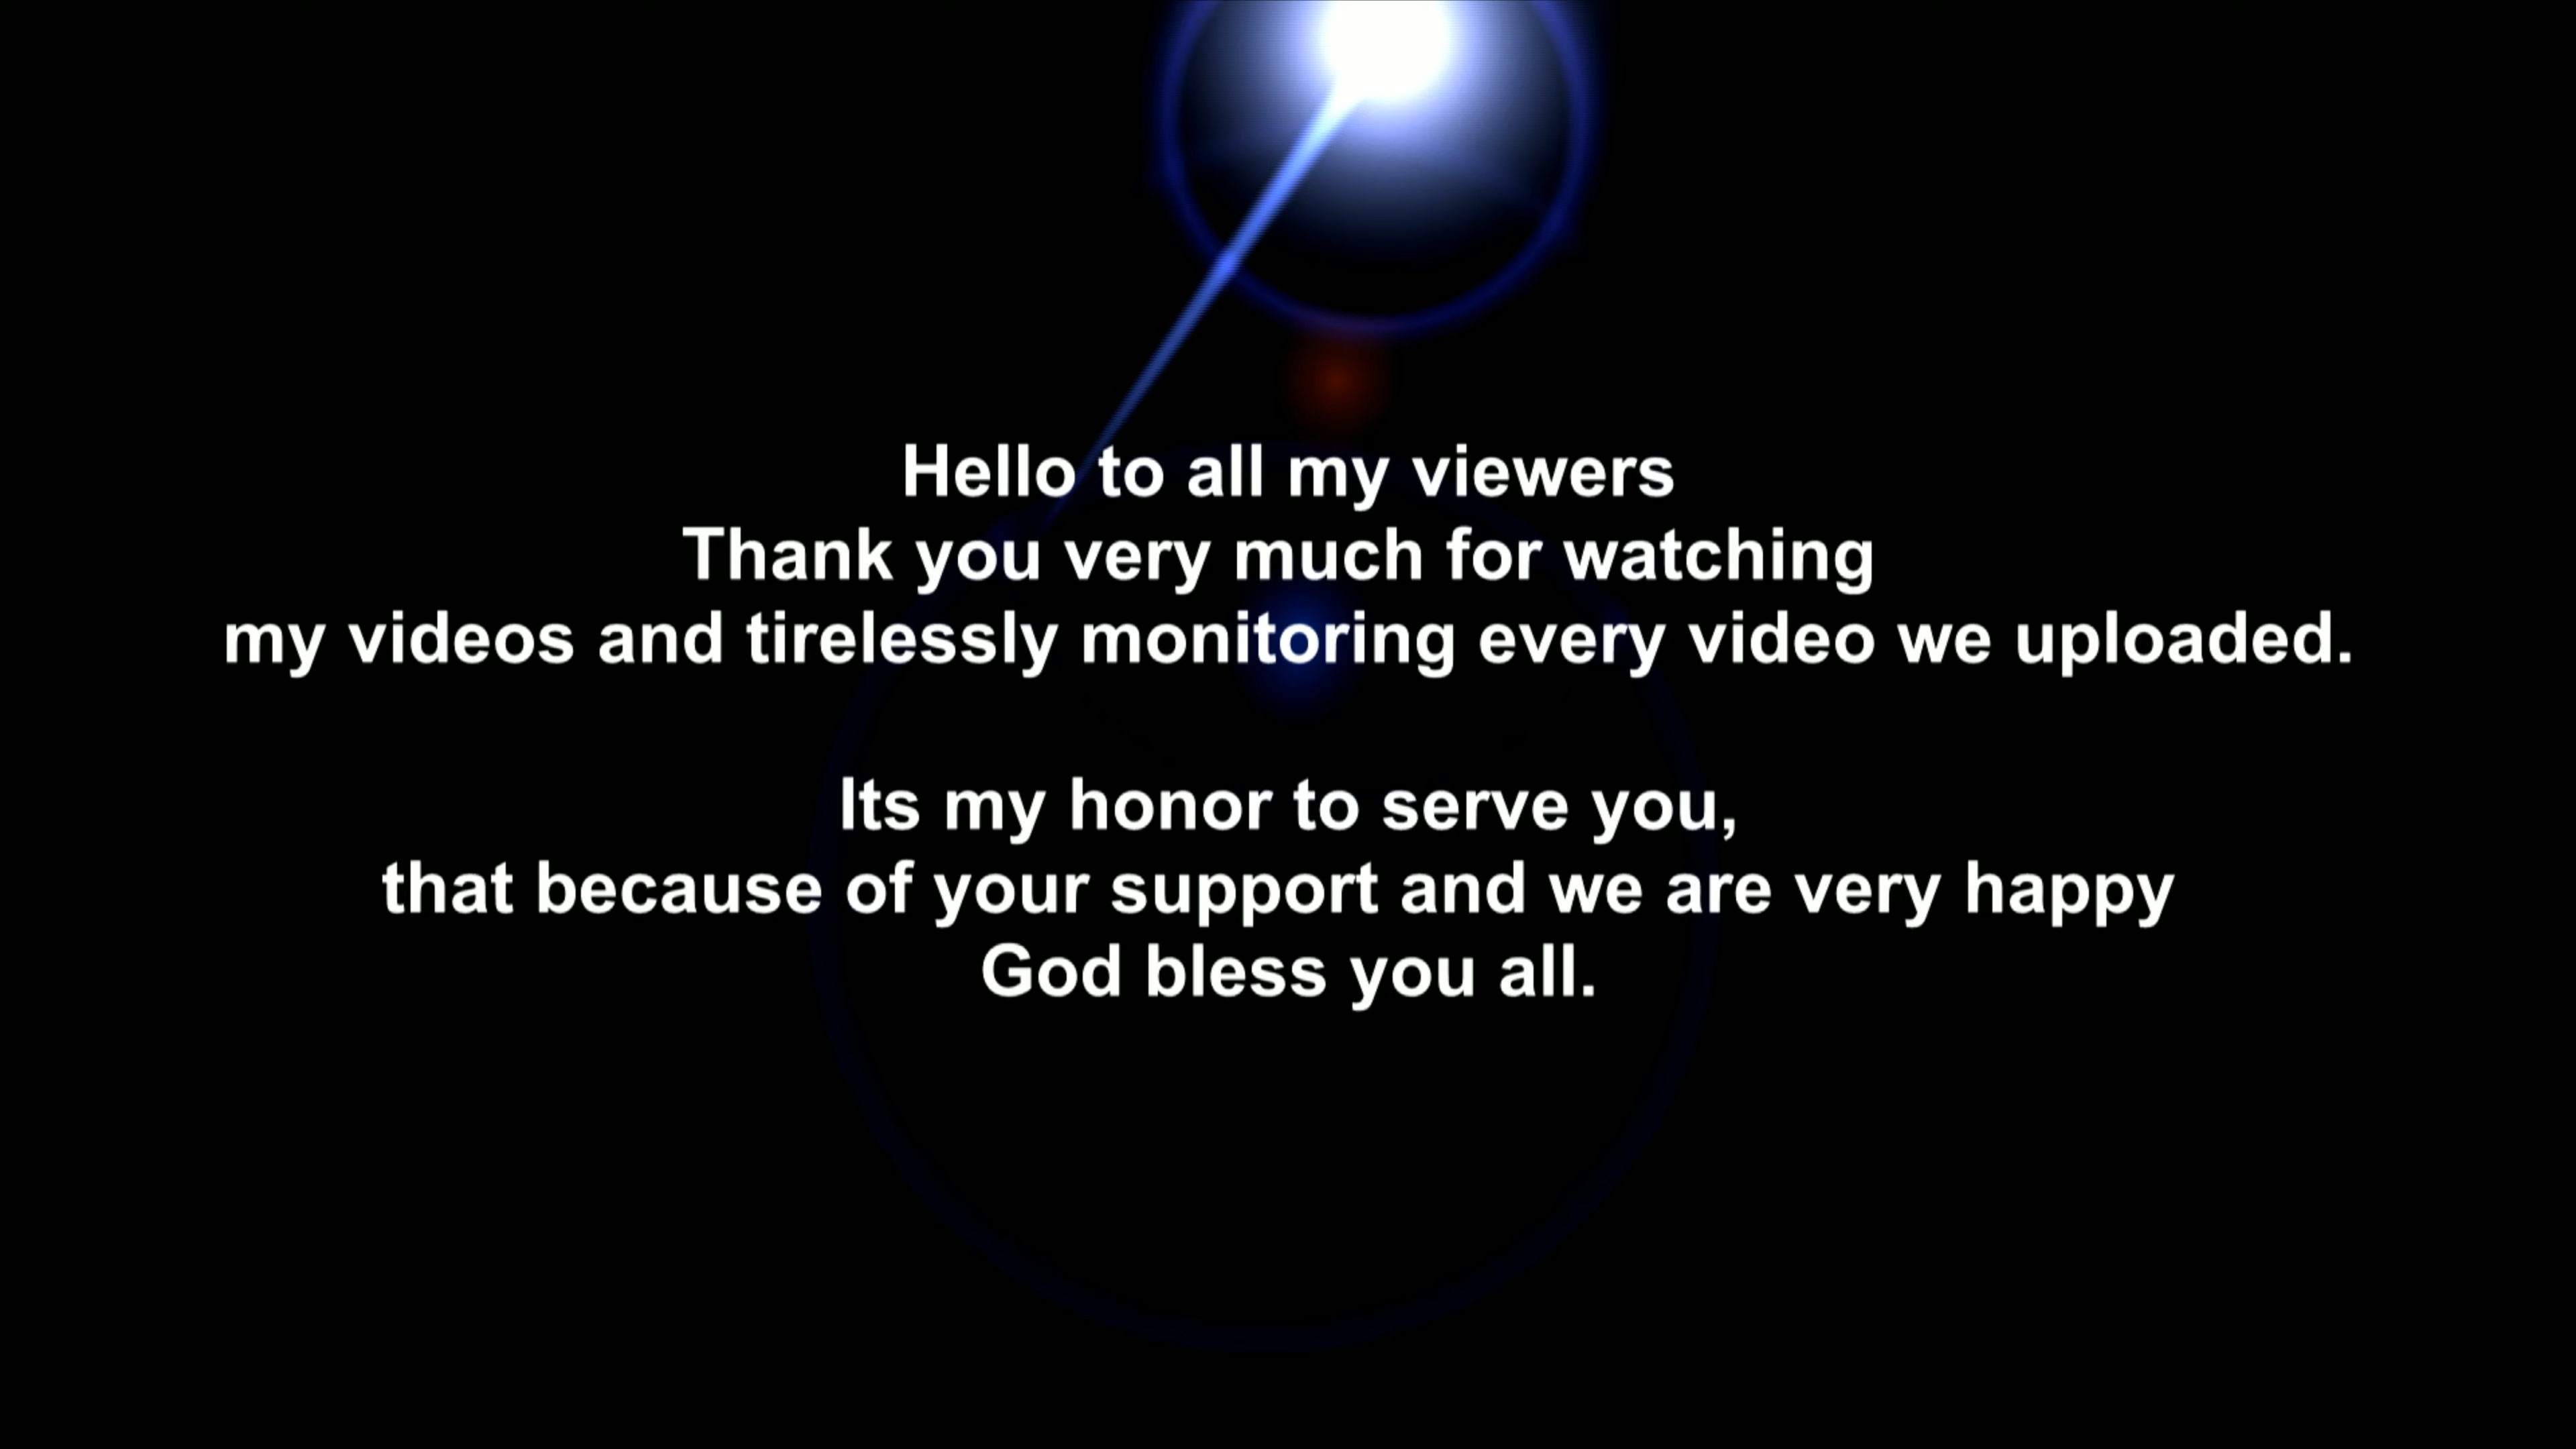 Hello to all my viewers
Thank you very much for watching
my videos and tirelessly monitoring every video we uploaded.
Its my honor to serve you,
that because of your support and we are very happy
God bless you all.